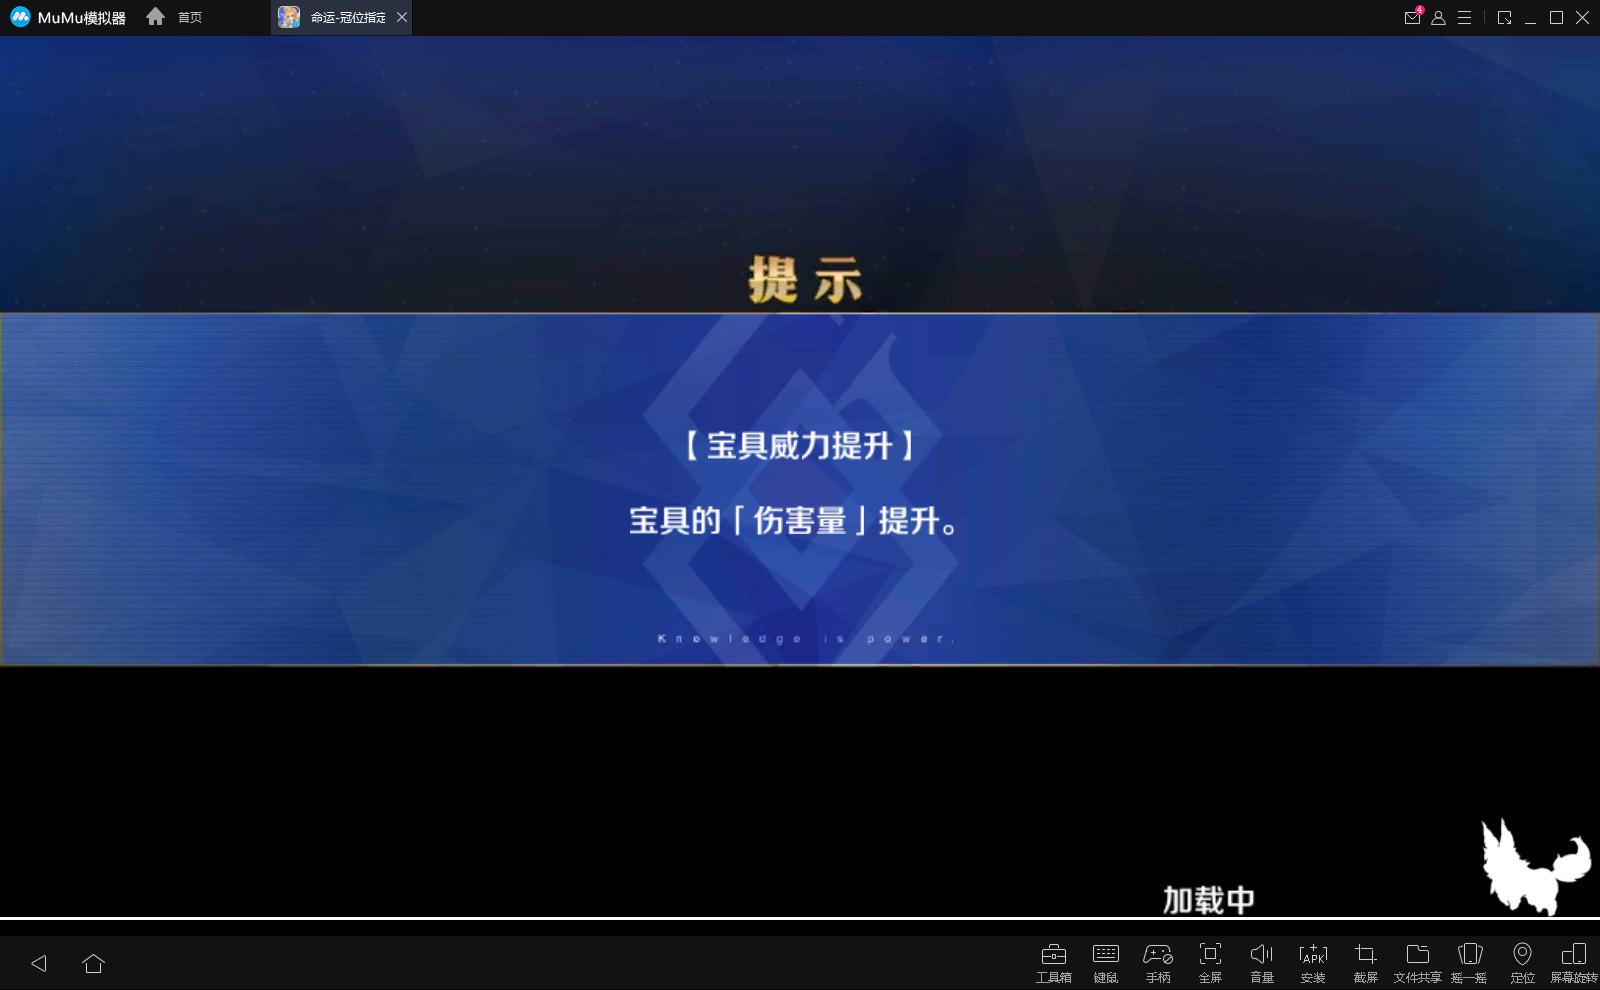 MuMu模拟器
首页
命运-冠位指定
4
提示
【宝具威力提升】
宝具的「伤害量」提升。
Knowledge is power.
加载中
工具箱
键鼠
手柄
全屏
音量
APK
安装
截屏
文件共享
摇一摇
定位
屏幕旋转